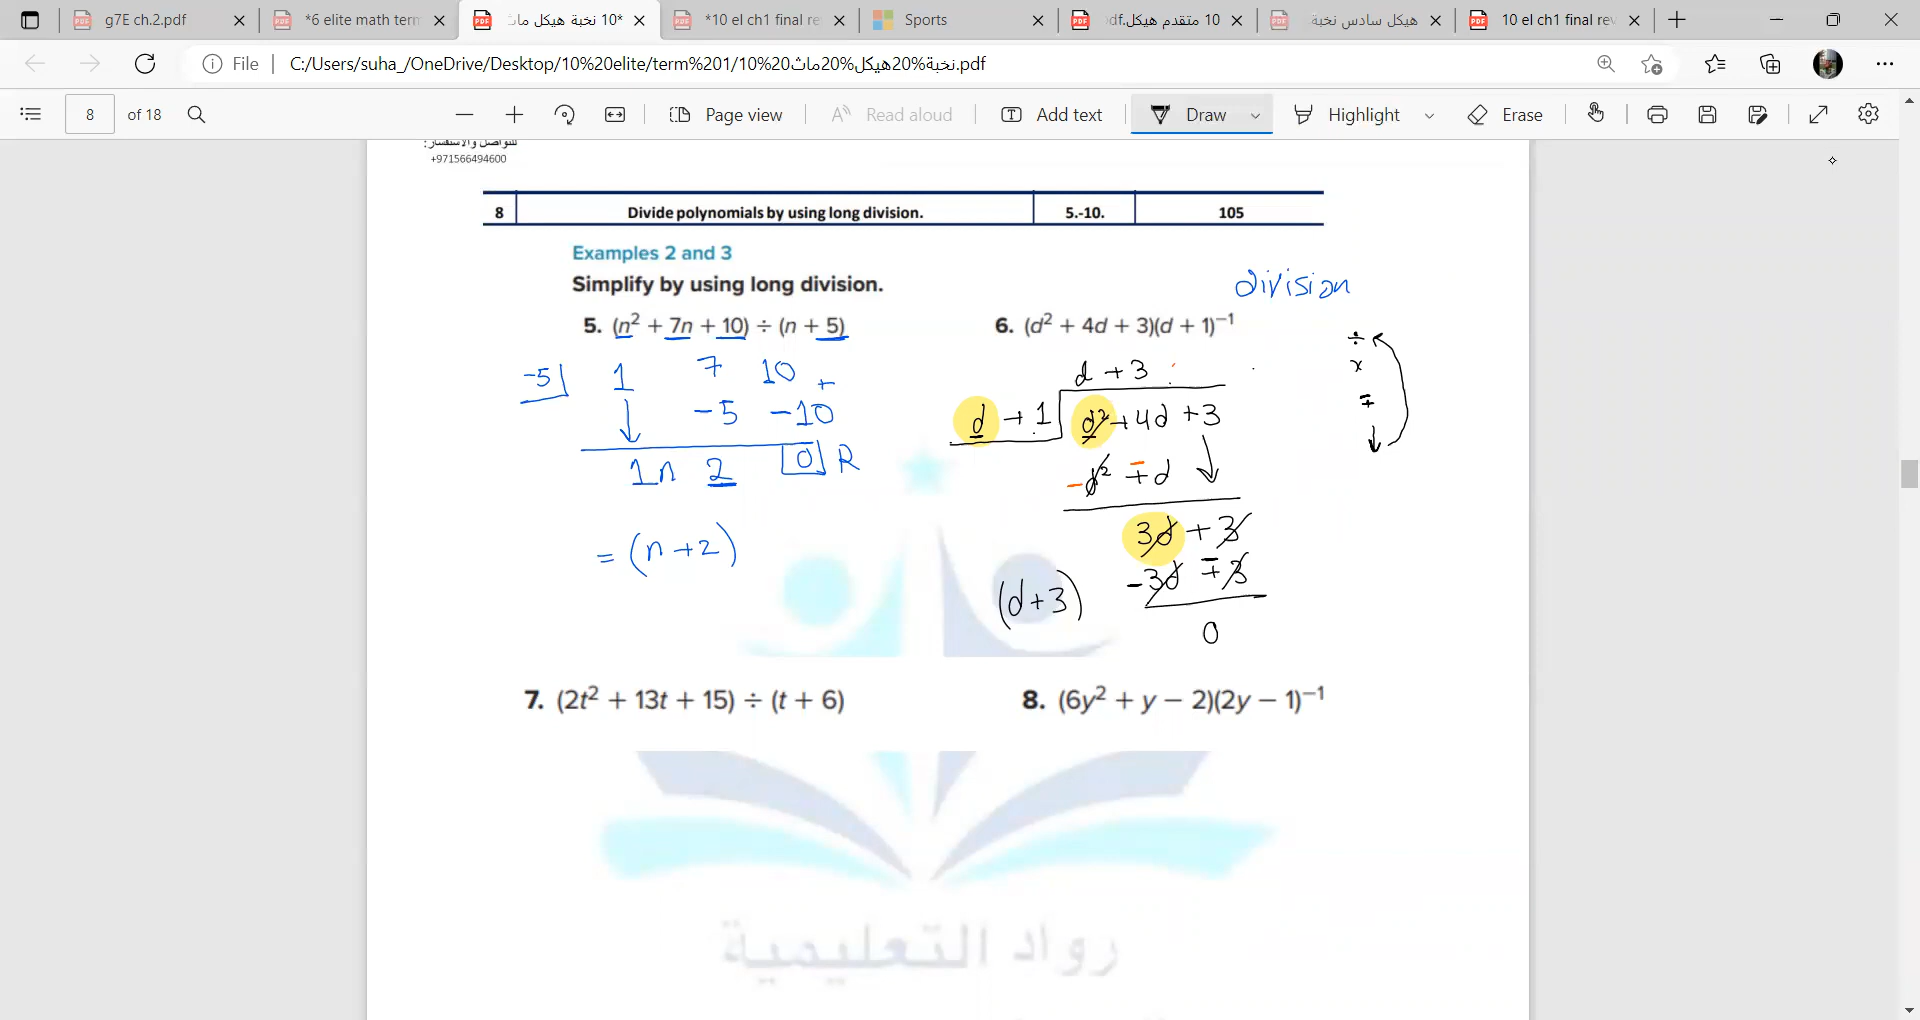 g7E ch.2.pdf
*6 elite math term
*10 نخبة هيكل ماث
*10 el ch1 final re
Sports
10 متقدم هيكل.pdf
هيكل سادس نخبة
10 el ch1 final rev
File
C:/Users/suha_/OneDrive/Desktop/10%20elite/term%201/10%20نخبة%20هيكل%20ماث.pdf
8 of 18
Page view
Read aloud
Add text
Draw
Highlight
Erase
للتواصل والاستفسار:
+971566494600
8 Divide polynomials by using long division. 5.-10. 105
Examples 2 and 3
Simplify by using long division.
division
5. (n² + 7n + 10) ÷ (n + 5)
-5 1 7 10 +
-5 -10
1n 2 0 R
= (n+2)
6. (d² + 4d + 3)(d + 1)⁻¹
÷
x
∓
d +3
d + 1 d² + 4d + 3
-d² ∓ d
3d + 3
-3d ∓ 3
0
(d+3)
7. (2t² + 13t + 15) ÷ (t + 6)
8. (6y² + y − 2)(2y − 1)⁻¹
رواد التعليمية